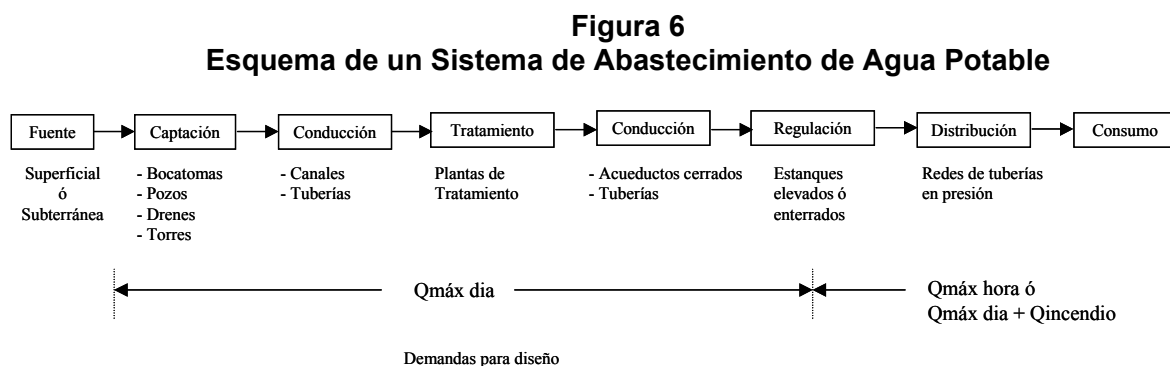 Figura 6
Esquema de un Sistema de Abastecimiento de Agua Potable
Fuente
Captación
Conducción
Tratamiento
Conducción
Regulación
Distribución
Consumo
Superficial
ó
Subterránea
- Bocatomas
- Pozos
- Drenes
- Torres
- Canales
- Tuberías
Plantas de
Tratamiento
- Acueductos cerrados
- Tuberías
Estanques
elevados ó
enterrados
Redes de tuberías
en presión
Qmáx dia
Qmáx hora ó
Qmáx dia + Qincendio
Demandas para diseño